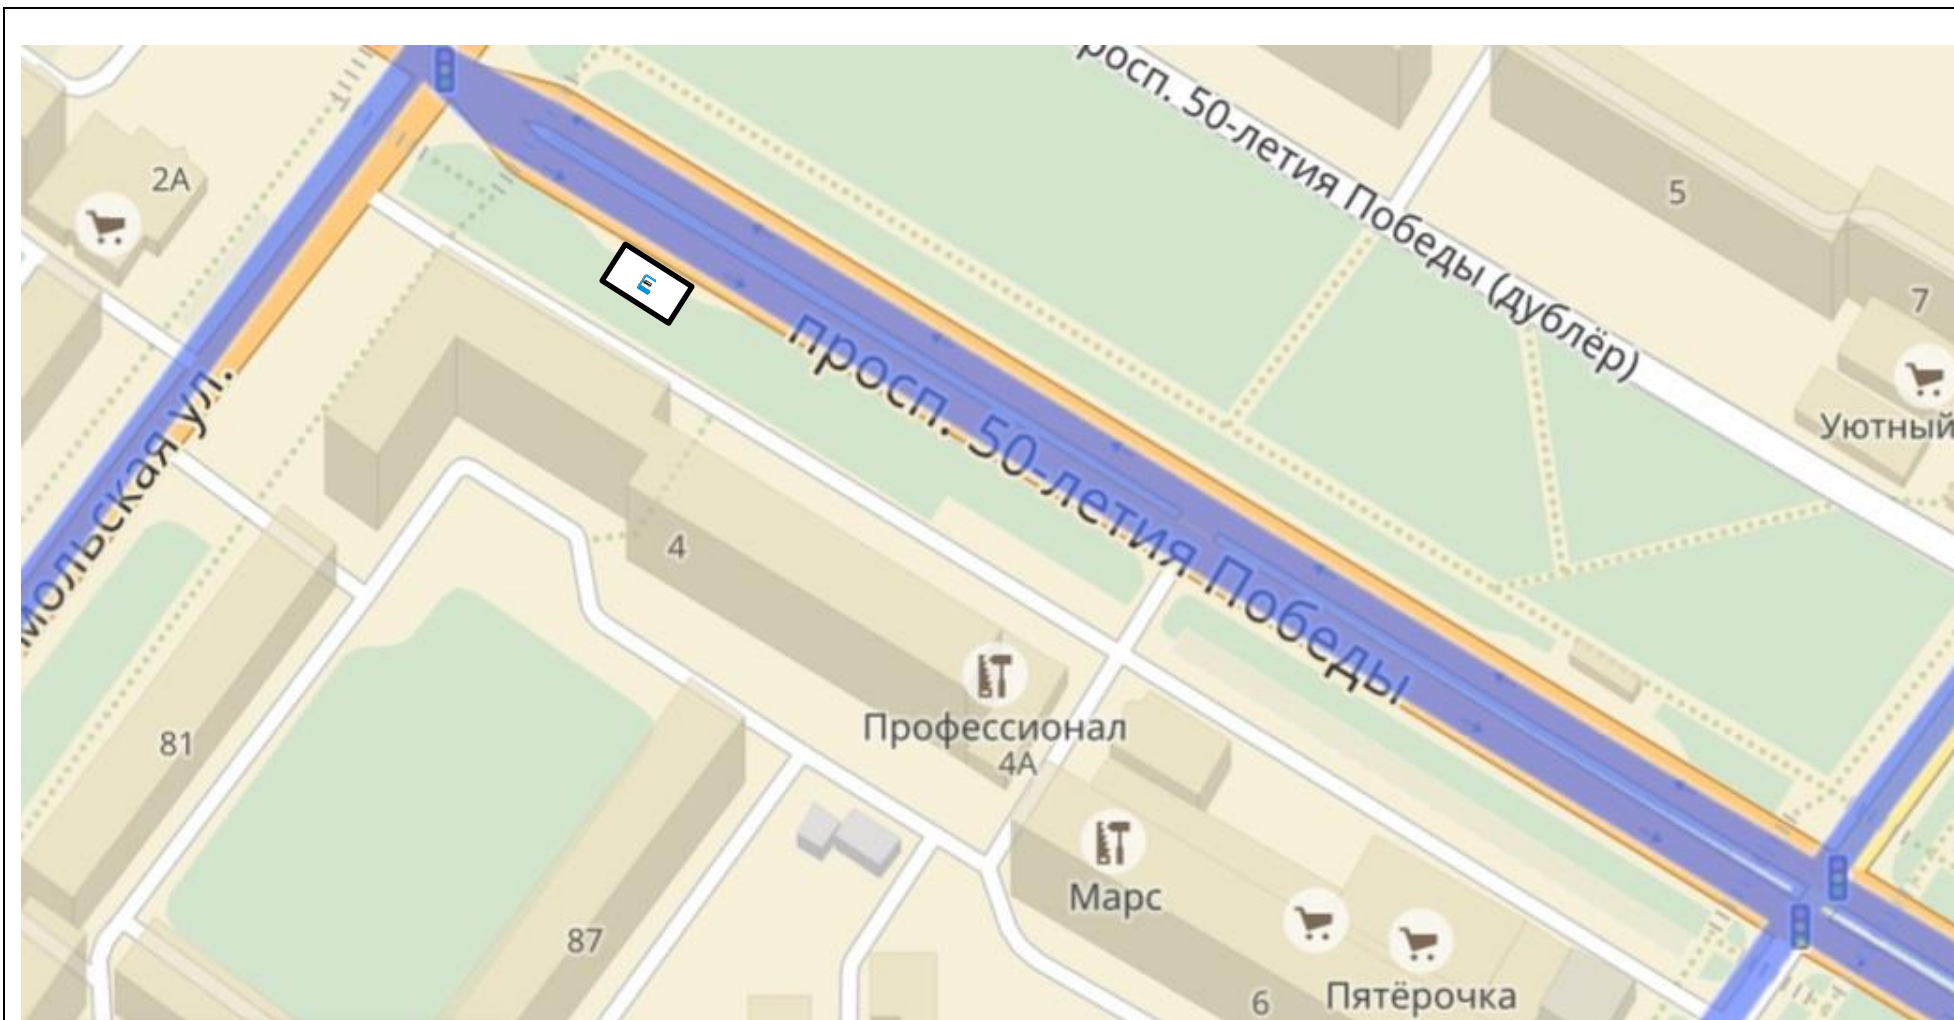 росп. 50-летия Победы (дублёр)
2А
5
7
Уютный
просп. 50-летия Победы
мольская ул.
4
Профессионал
4А
81
Марс
87
6
Пятёрочка